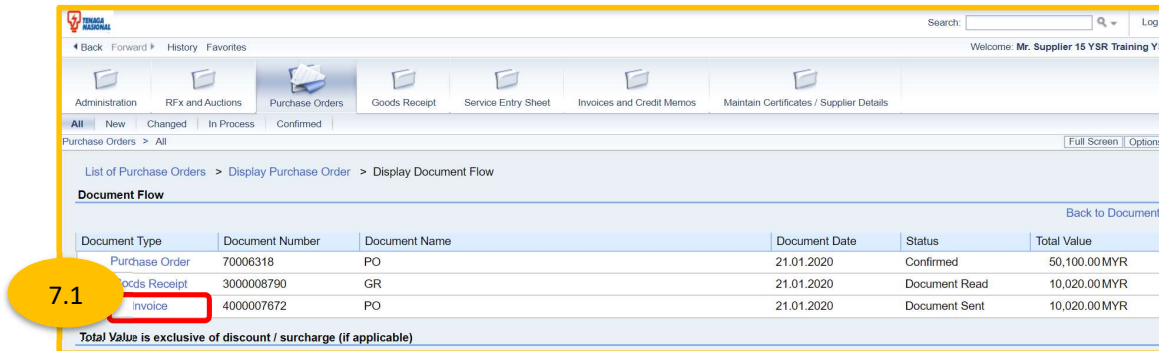 TENAGA
NASIONAL
Search:
Log
Back Forward History Favorites
Welcome: Mr. Supplier 15 YSR Training
Administration RFx and Auctions Purchase Orders Goods Receipt Service Entry Sheet Invoices and Credit Memos Maintain Certificates / Supplier Details
All New Changed In Process Confirmed
Purchase Orders > All
Full Screen Options
List of Purchase Orders > Display Purchase Order > Display Document Flow
Document Flow
Back to Document
Document Type Document Number Document Name Document Date Status Total Value
Purchase Order 70006318 PO 21.01.2020 Confirmed 50,100.00 MYR
Goods Receipt 3000008790 GR 21.01.2020 Document Read 10,020.00 MYR
7.1
Invoice 4000007672 PO 21.01.2020 Document Sent 10,020.00 MYR
Total Value is exclusive of discount / surcharge (if applicable)